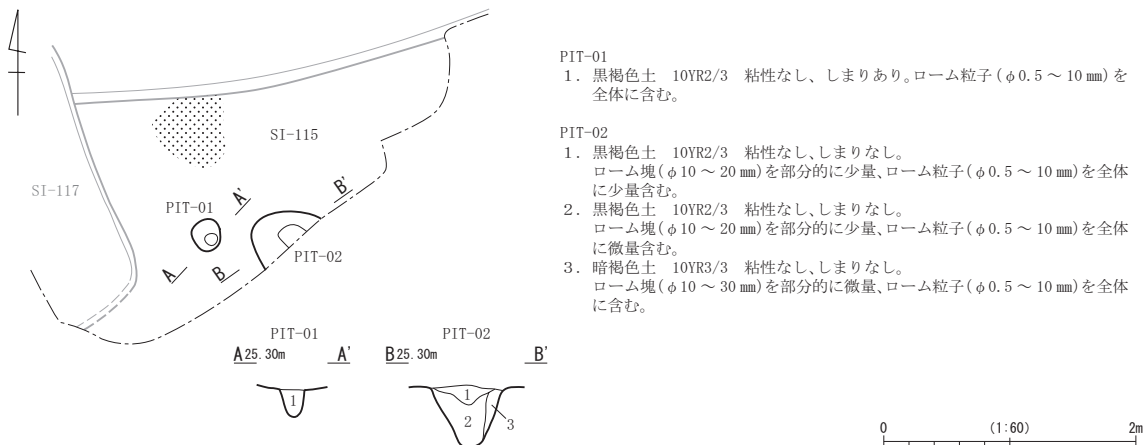 SI-115
SI-117
PIT-01
A'
B'
PIT-02
A
B
PIT-01
1. 黒褐色土 10YR2/3 粘性なし、しまりあり。ローム粒子(φ0.5～10㎜)を
全体に含む。
PIT-02
1. 黒褐色土 10YR2/3 粘性なし、しまりなし。
ローム塊(φ10～20㎜)を部分的に少量、ローム粒子(φ0.5～10㎜)を全体
に少量含む。
2. 黒褐色土 10YR2/3 粘性なし、しまりなし。
ローム塊(φ10～20㎜)を部分的に少量、ローム粒子(φ0.5～10㎜)を全体
に微量含む。
3. 暗褐色土 10YR3/3 粘性なし、しまりなし。
ローム塊(φ10～30㎜)を部分的に微量、ローム粒子(φ0.5～10㎜)を全体
に含む。
PIT-01
A 25.30m A'
1
PIT-02
B 25.30m B'
1
2
3
0 (1:60) 2m